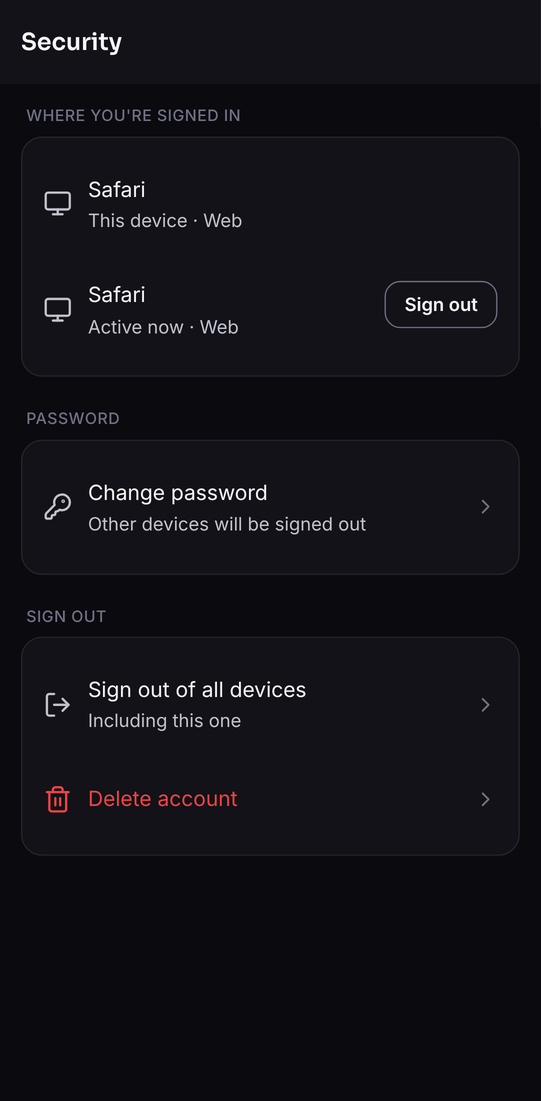 Security
WHERE YOU'RE SIGNED IN
Safari
This device · Web
Safari
Active now · Web
Sign out
PASSWORD
Change password
Other devices will be signed out
SIGN OUT
Sign out of all devices
Including this one
Delete account